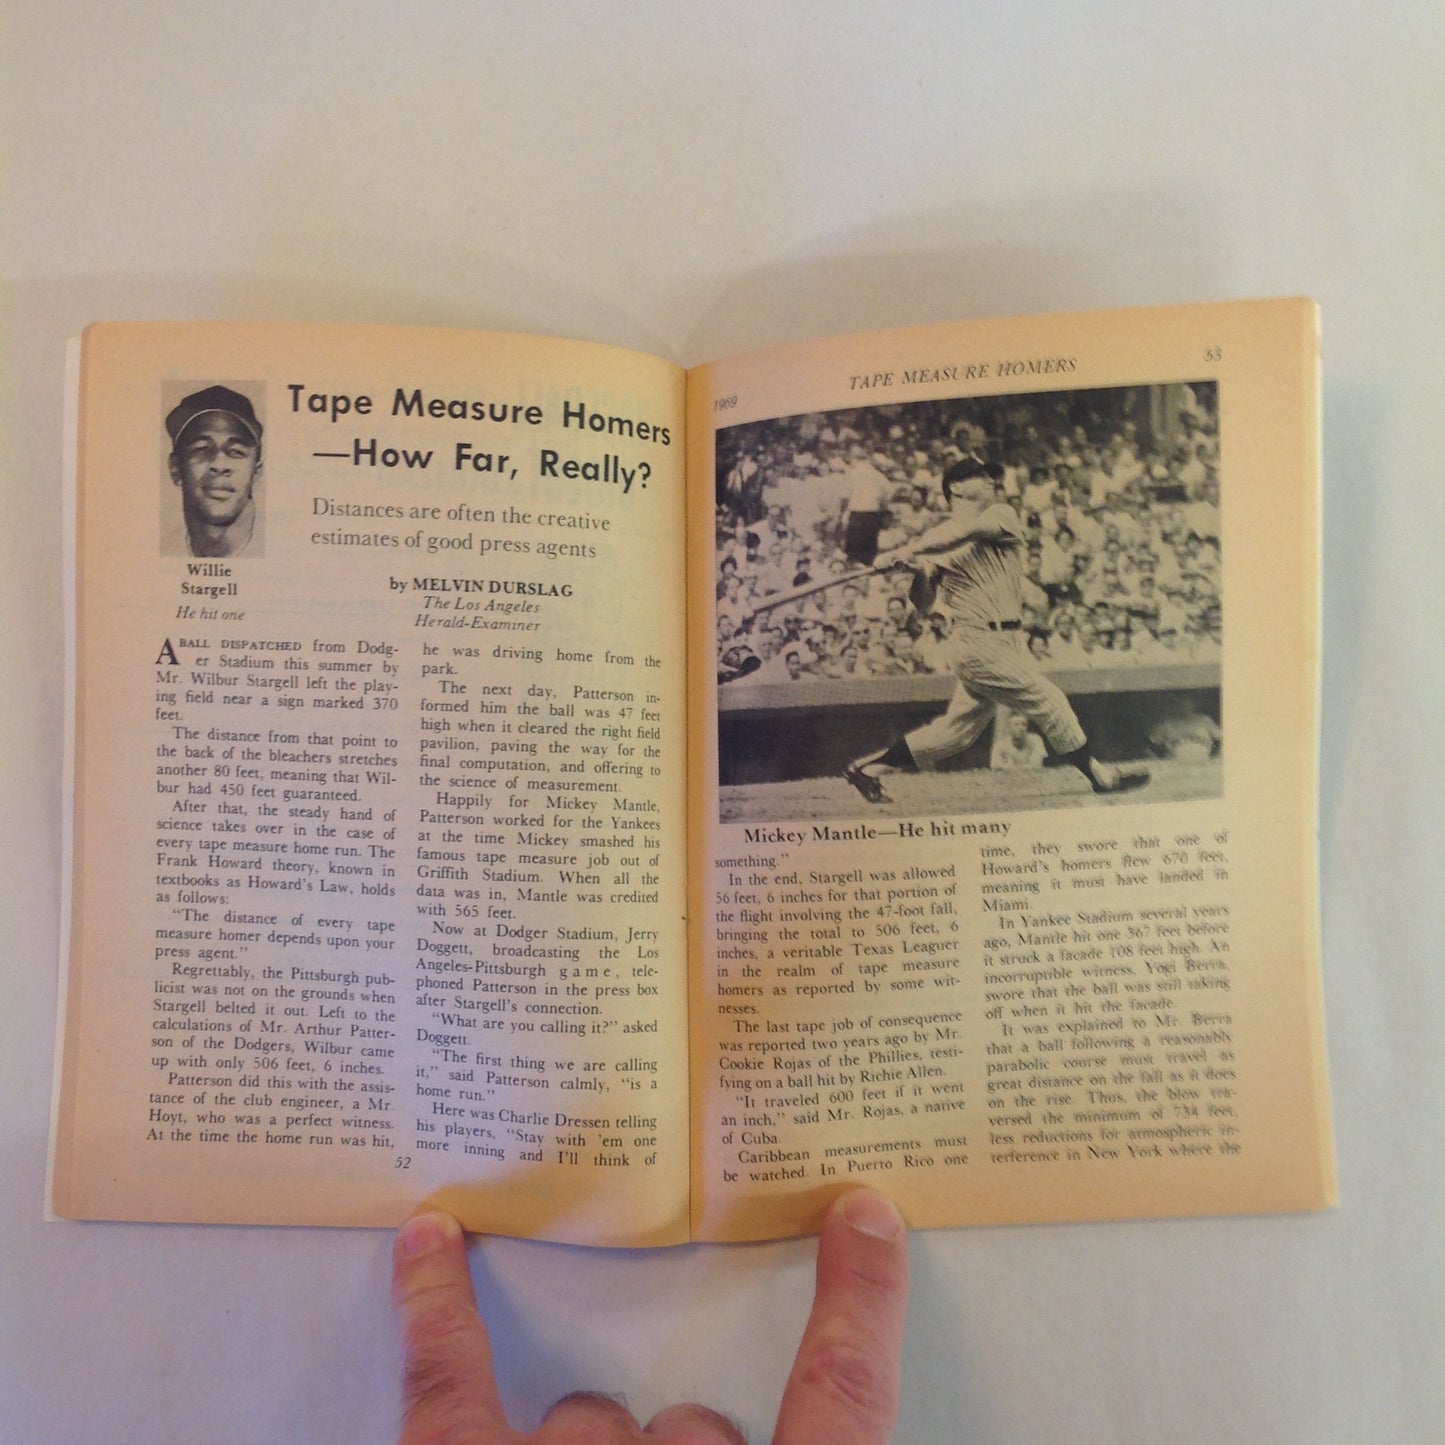 Tape Measure Homers
—How Far, Really?
Distances are often the creative
estimates of good press agents
by MELVIN DURSLAG
The Los Angeles
Herald-Examiner
Willie
Stargell
He hit one
A BALL DISPATCHED from Dodg-
er Stadium this summer by
Mr. Wilbur Stargell left the play-
ing field near a sign marked 370
feet.
The distance from that point to
the back of the bleachers stretches
another 80 feet, meaning that Wil-
bur had 450 feet guaranteed.
After that, the steady hand of
science takes over in the case of
every tape measure home run. The
Frank Howard theory, known in
textbooks as Howard's Law, holds
as follows:
"The distance of every tape
measure homer depends upon your
press agent."
Regrettably, the Pittsburgh pub-
licist was not on the grounds when
Stargell belted it out. Left to the
calculations of Mr. Arthur Patter-
son of the Dodgers, Wilbur came
up with only 506 feet, 6 inches.
Patterson did this with the assis-
tance of the club engineer, a Mr.
Hoyt, who was a perfect witness.
At the time the home run was hit,
he was driving home from the
park.
The next day, Patterson in-
formed him the ball was 47 feet
high when it cleared the right field
pavilion, paving the way for the
final computation, and offering to
the science of measurement.
Happily for Mickey Mantle,
Patterson worked for the Yankees
at the time Mickey smashed his
famous tape measure job out of
Griffith Stadium. When all the
data was in, Mantle was credited
with 565 feet.
Now at Dodger Stadium, Jerry
Doggett, broadcasting the Los
Angeles-Pittsburgh game, tele-
phoned Patterson in the press box
after Stargell's connection.
"What are you calling it?" asked
Doggett.
"The first thing we are calling
it," said Patterson calmly, "is a
home run."
Here was Charlie Dressen telling
his players, "Stay with 'em one
more inning and I'll think of
52
1969
TAPE MEASURE HOMERS
53
Mickey Mantle—He hit many
something."
In the end, Stargell was allowed
56 feet, 6 inches for that portion of
the flight involving the 47-foot fall,
bringing the total to 506 feet, 6
inches, a veritable Texas Leaguer
in the realm of tape measure
homers as reported by some wit-
nesses.
The last tape job of consequence
was reported two years ago by Mr.
Cookie Rojas of the Phillies, testi-
fying on a ball hit by Richie Allen.
"It traveled 600 feet if it went
an inch," said Mr. Rojas, a native
of Cuba.
Caribbean measurements must
be watched. In Puerto Rico one
time, they swore that one of
Howard's homers flew 670 feet,
meaning it must have landed in
Miami.
In Yankee Stadium several years
ago, Mantle hit one 367 feet before
it struck a facade 108 feet high. An
incorruptible witness, Yogi Berra,
swore that the ball was still taking
off when it hit the facade.
It was explained to Mr. Berra
that a ball following a reasonably
parabolic course must travel as
great distance on the fall as it does
on the rise. Thus, the blow tra-
versed the minimum of 734 feet,
less reductions for atmospheric in-
terference in New York where the